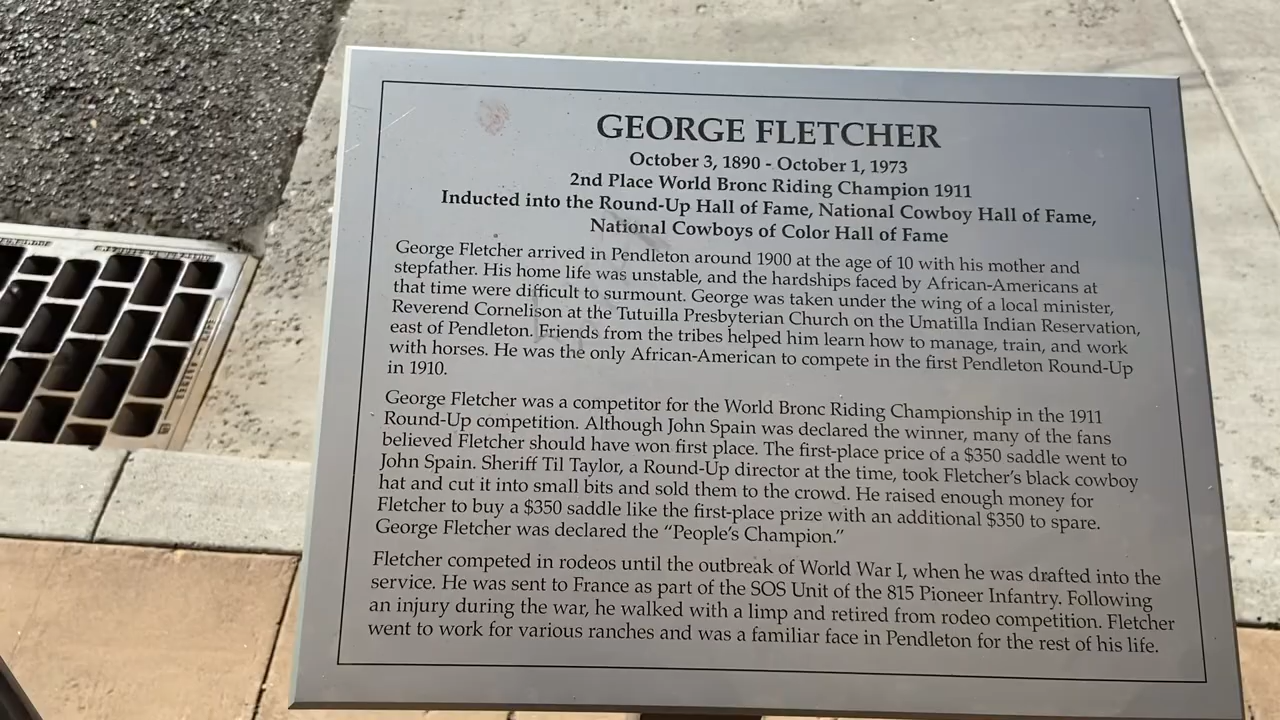 GEORGE FLETCHER
October 3, 1890 - October 1, 1973
2nd Place World Bronc Riding Champion 1911
Inducted into the Round-Up Hall of Fame, National Cowboy Hall of Fame,
National Cowboys of Color Hall of Fame
George Fletcher arrived in Pendleton around 1900 at the age of 10 with his mother and
stepfather. His home life was unstable, and the hardships faced by African-Americans at
that time were difficult to surmount. George was taken under the wing of a local minister,
Reverend Cornelison at the Tutuilla Presbyterian Church on the Umatilla Indian Reservation,
east of Pendleton. Friends from the tribes helped him learn how to manage, train, and work
with horses. He was the only African-American to compete in the first Pendleton Round-Up
in 1910.
George Fletcher was a competitor for the World Bronc Riding Championship in the 1911
Round-Up competition. Although John Spain was declared the winner, many of the fans
believed Fletcher should have won first place. The first-place price of a $350 saddle went to
John Spain. Sheriff Til Taylor, a Round-Up director at the time, took Fletcher's black cowboy
hat and cut it into small bits and sold them to the crowd. He raised enough money for
Fletcher to buy a $350 saddle like the first-place prize with an additional $350 to spare.
George Fletcher was declared the “People's Champion.”
Fletcher competed in rodeos until the outbreak of World War I, when he was drafted into the
service. He was sent to France as part of the SOS Unit of the 815 Pioneer Infantry. Following
an injury during the war, he walked with a limp and retired from rodeo competition. Fletcher
went to work for various ranches and was a familiar face in Pendleton for the rest of his life.